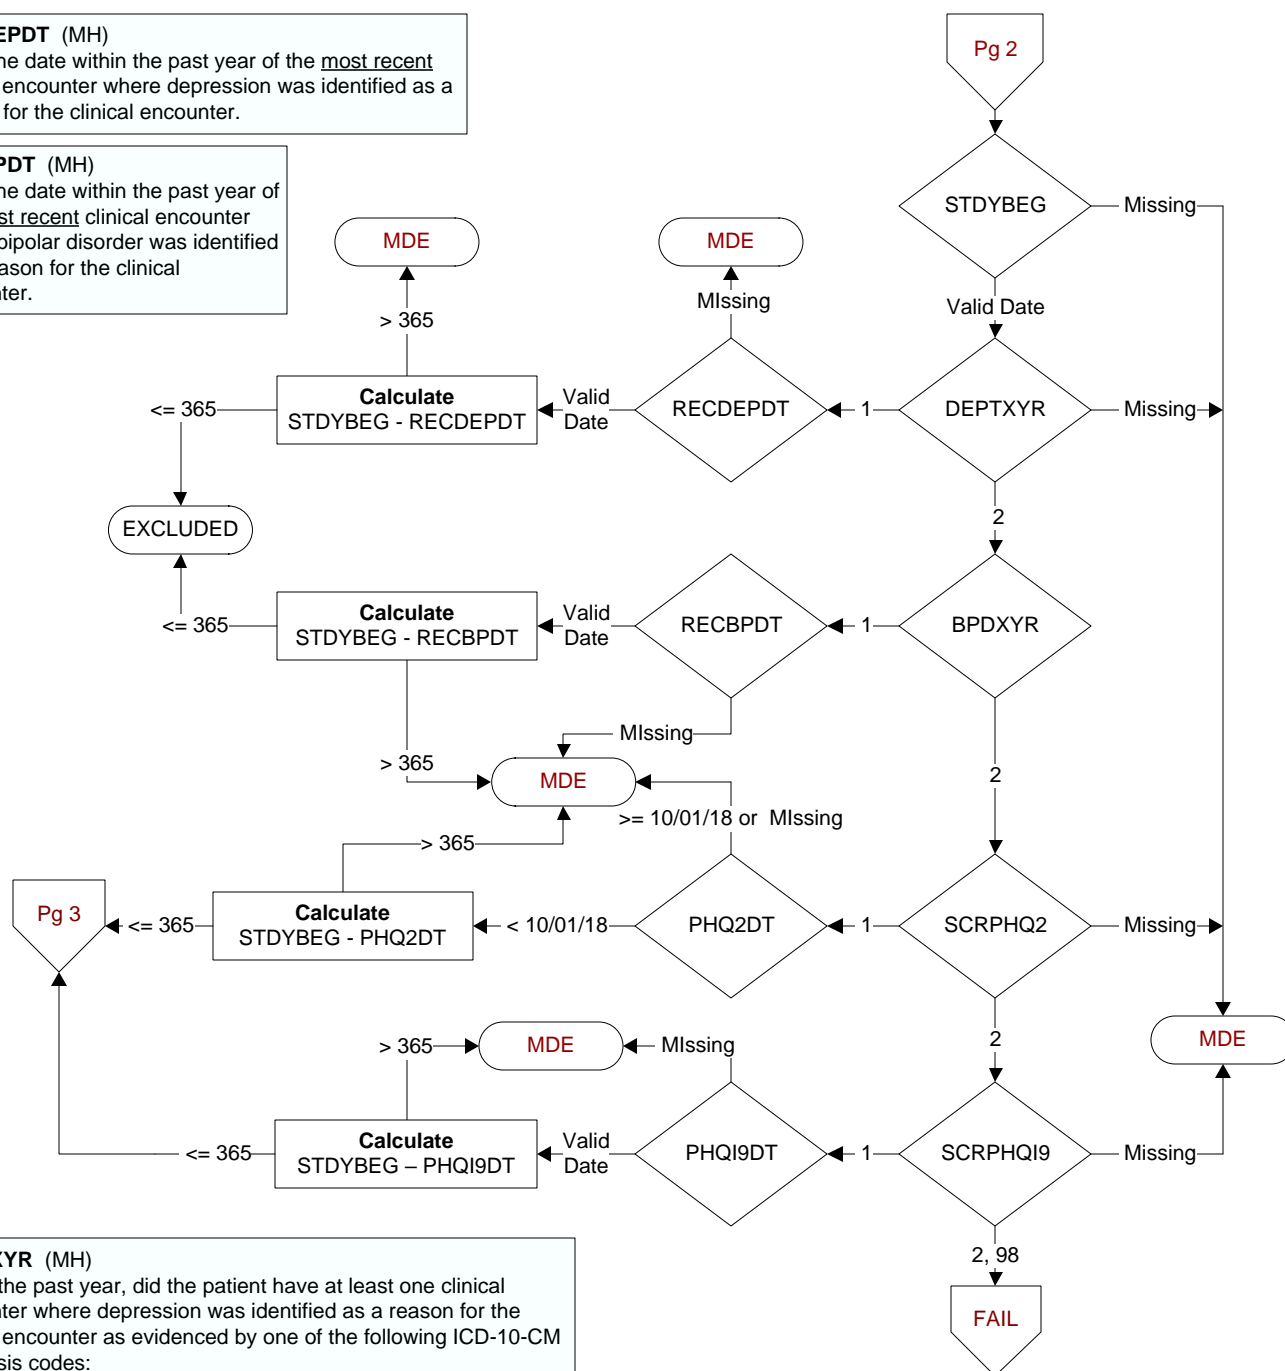 EPDT (MH)
ne date within the past year of the most recent
encounter where depression was identified as a
for the clinical encounter.
PDT (MH)
ne date within the past year of
st recent clinical encounter
bipolar disorder was identified
eason for the clinical
nter.
Pg 2
STDYBEG
Missing
Valid Date
MDE
MDE
> 365
MIssing
<= 365
Calculate
STDYBEG - RECDEPDT
Valid
Date
RECDEPDT
1
DEPTXYR
Missing
2
EXCLUDED
<= 365
Calculate
STDYBEG - RECBPDT
Valid
Date
RECBPDT
1
BPDXYR
MIssing
> 365
MDE
2
>= 10/01/18 or MIssing
> 365
Pg 3
<= 365
Calculate
STDYBEG - PHQ2DT
< 10/01/18
PHQ2DT
1
SCRPHQ2
Missing
2
MDE
> 365
MDE
MIssing
<= 365
Calculate
STDYBEG – PHQI9DT
Valid
Date
PHQI9DT
1
SCRPHQI9
Missing
2, 98
FAIL
XYR (MH)
the past year, did the patient have at least one clinical
nter where depression was identified as a reason for the
encounter as evidenced by one of the following ICD-10-CM
sis codes: